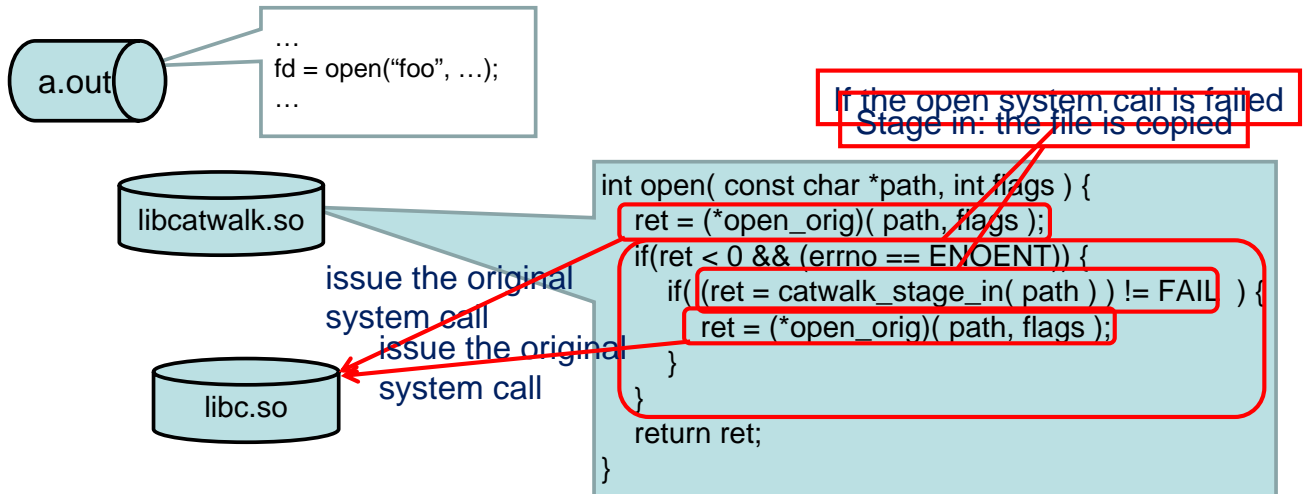 …
fd = open(“foo”, …);
…
a.out
If the open system call is failed
Stage in: the file is copied
libcatwalk.so
int open( const char *path, int flags ) {
ret = (*open_orig)( path, flags );
if(ret < 0 && (errno == ENOENT)) {
if( (ret = catwalk_stage_in( path ) ) != FAIL ) {
ret = (*open_orig)( path, flags );
}
}
return ret;
}
issue the original
system call
issue the original
system call
libc.so